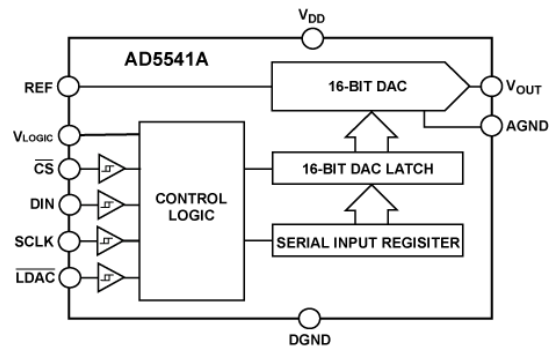 VDD
AD5541A
REF
16-BIT DAC
VOUT
AGND
VLOGIC
CS
16-BIT DAC LATCH
DIN
CONTROL
LOGIC
SCLK
SERIAL INPUT REGISITER
LDAC
DGND